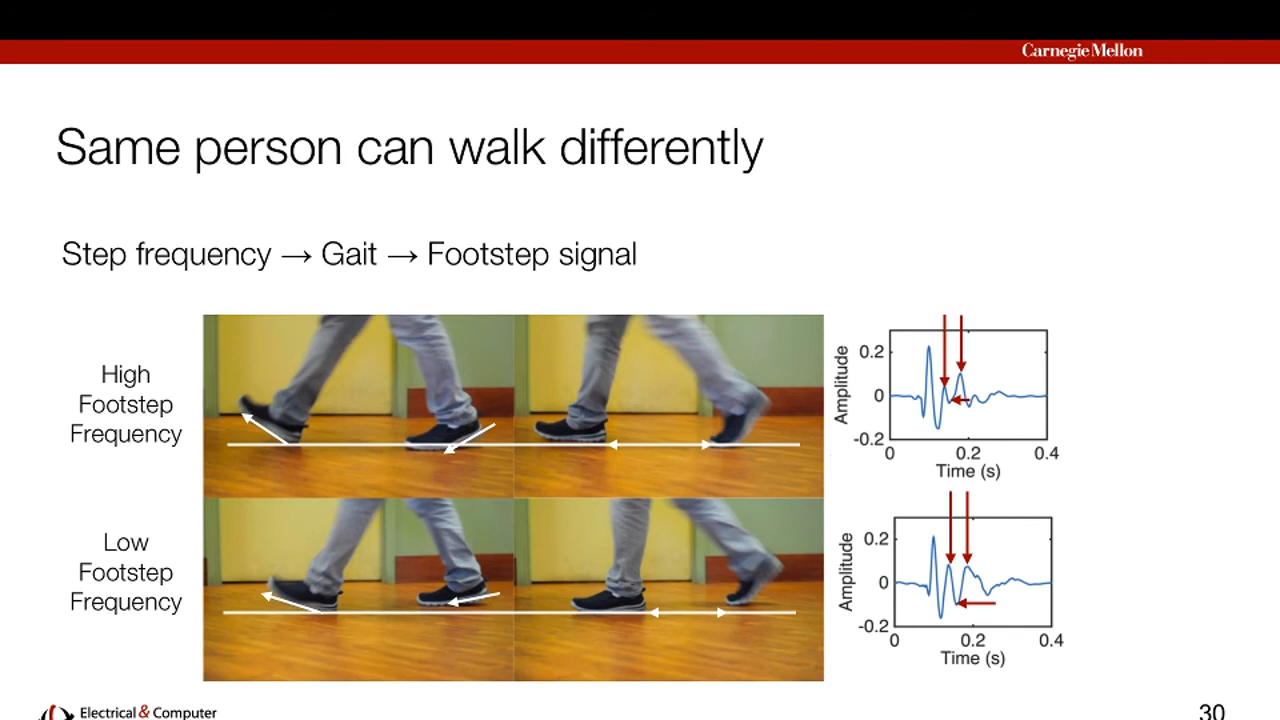 Carnegie Mellon
Same person can walk differently
Step frequency → Gait → Footstep signal
High
Footstep
Frequency
Amplitude
0.2
0
-0.2
0 0.2 0.4
Time (s)
Low
Footstep
Frequency
Amplitude
0.2
0
-0.2
0 0.2 0.4
Time (s)
Electrical & Computer
30